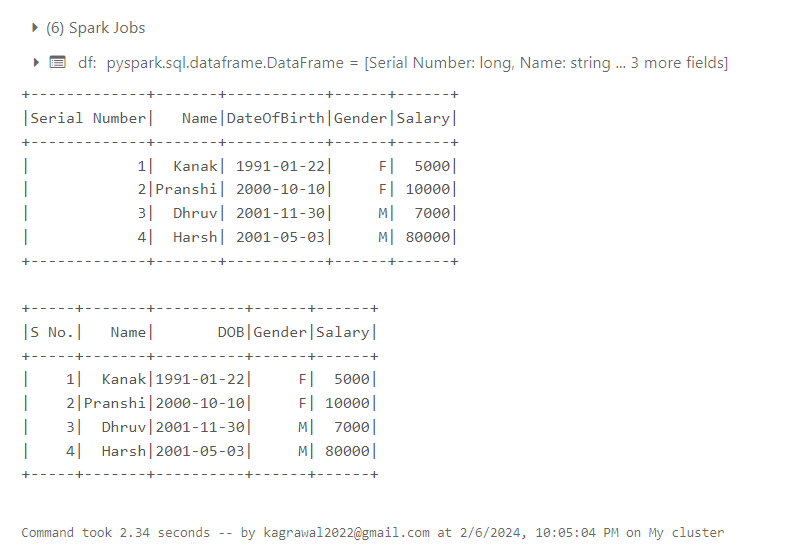 (6) Spark Jobs
df: pyspark.sql.dataframe.DataFrame = [Serial Number: long, Name: string ... 3 more fields]
+-------------+-------+-----------+------+------+
|Serial Number|   Name|DateOfBirth|Gender|Salary|
+-------------+-------+-----------+------+------+
|            1|  Kanak| 1991-01-22|     F|  5000|
|            2|Pranshi| 2000-10-10|     F| 10000|
|            3|  Dhruv| 2001-11-30|     M|  7000|
|            4|  Harsh| 2001-05-03|     M| 80000|
+-------------+-------+-----------+------+------+
+-----+-------+----------+------+------+
|S No.|   Name|       DOB|Gender|Salary|
+-----+-------+----------+------+------+
|    1|  Kanak|1991-01-22|     F|  5000|
|    2|Pranshi|2000-10-10|     F| 10000|
|    3|  Dhruv|2001-11-30|     M|  7000|
|    4|  Harsh|2001-05-03|     M| 80000|
+-----+-------+----------+------+------+
Command took 2.34 seconds -- by kagrawal2022@gmail.com at 2/6/2024, 10:05:04 PM on My cluster